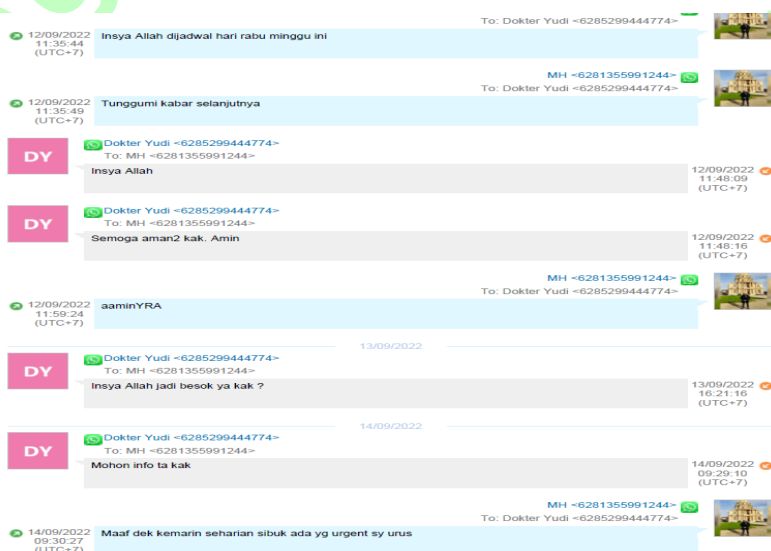 To: Dokter Yudi <6285299444774>
12/09/2022
11:35:44
(UTC+7)
Insya Allah dijadwal hari rabu minggu ini
MH <6281355991244>
To: Dokter Yudi <6285299444774>
12/09/2022
11:35:49
(UTC+7)
Tunggumi kabar selanjutnya
DY
Dokter Yudi <6285299444774>
To: MH <6281355991244>
Insya Allah
12/09/2022
11:48:09
(UTC+7)
DY
Dokter Yudi <6285299444774>
To: MH <6281355991244>
Semoga aman2 kak. Amin
12/09/2022
11:48:16
(UTC+7)
MH <6281355991244>
To: Dokter Yudi <6285299444774>
12/09/2022
11:59:24
(UTC+7)
aaminYRA
13/09/2022
DY
Dokter Yudi <6285299444774>
To: MH <6281355991244>
Insya Allah jadi besok ya kak ?
13/09/2022
16:21:16
(UTC+7)
14/09/2022
DY
Dokter Yudi <6285299444774>
To: MH <6281355991244>
Mohon info ta kak
14/09/2022
09:29:10
(UTC+7)
MH <6281355991244>
To: Dokter Yudi <6285299444774>
14/09/2022
09:30:27
(UTC+7)
Maaf dek kemarin seharian sibuk ada yg urgent sy urus